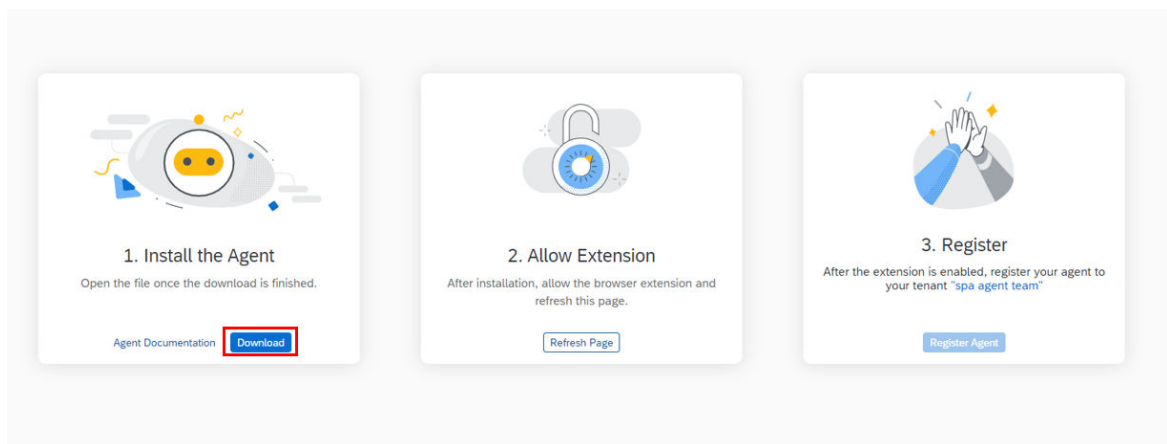 1. Install the Agent
Open the file once the download is finished.
Agent Documentation
Download
2. Allow Extension
After installation, allow the browser extension and
refresh this page.
Refresh Page
3. Register
After the extension is enabled, register your agent to
your tenant "spa agent team"
Register Agent